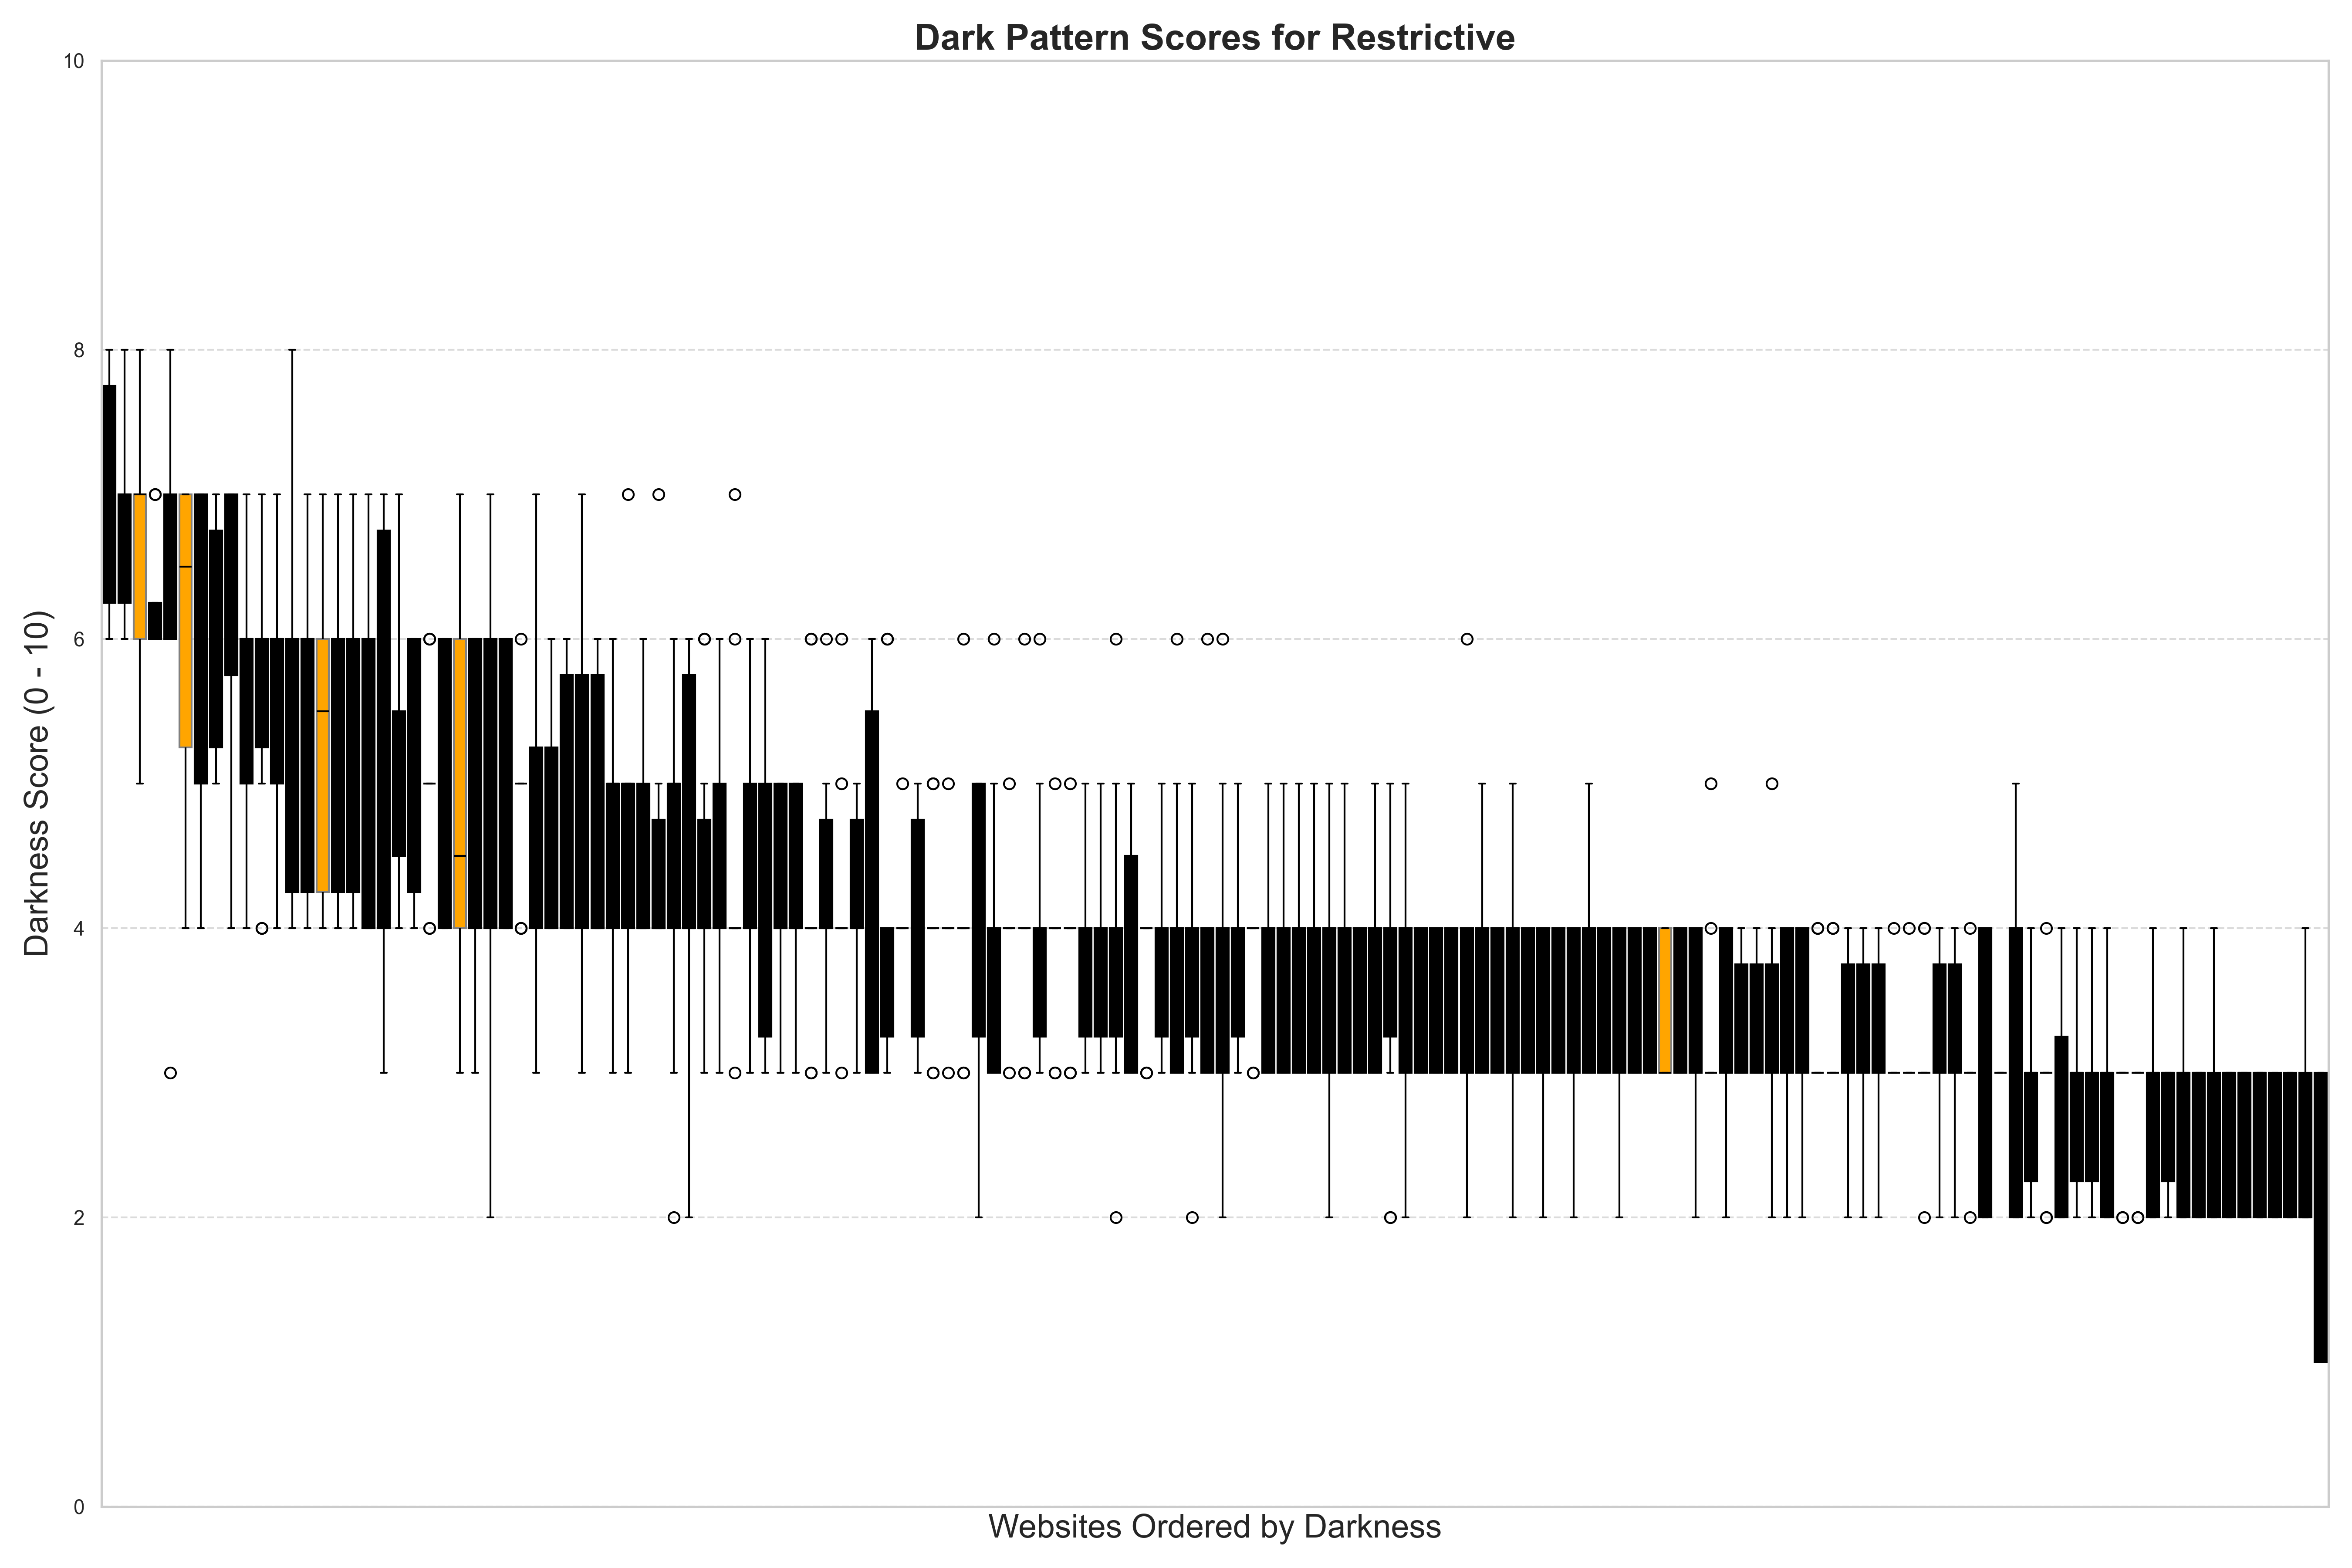 Dark Pattern Scores for Restrictive
10
8
6
4
2
0
Darkness Score (0 - 10)
Websites Ordered by Darkness